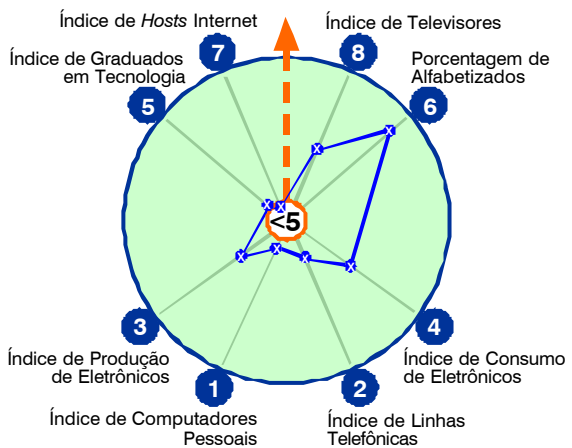 Índice de Hosts Internet
7
Índice de Televisores
8
Índice de Graduados
em Tecnologia
5
Porcentagem de
Alfabetizados
6
<5
3
Índice de Produção
de Eletrônicos
4
Índice de Consumo
de Eletrônicos
1
Índice de Computadores
Pessoais
2
Índice de Linhas
Telefônicas
x
x
x
x
x
x
x
x